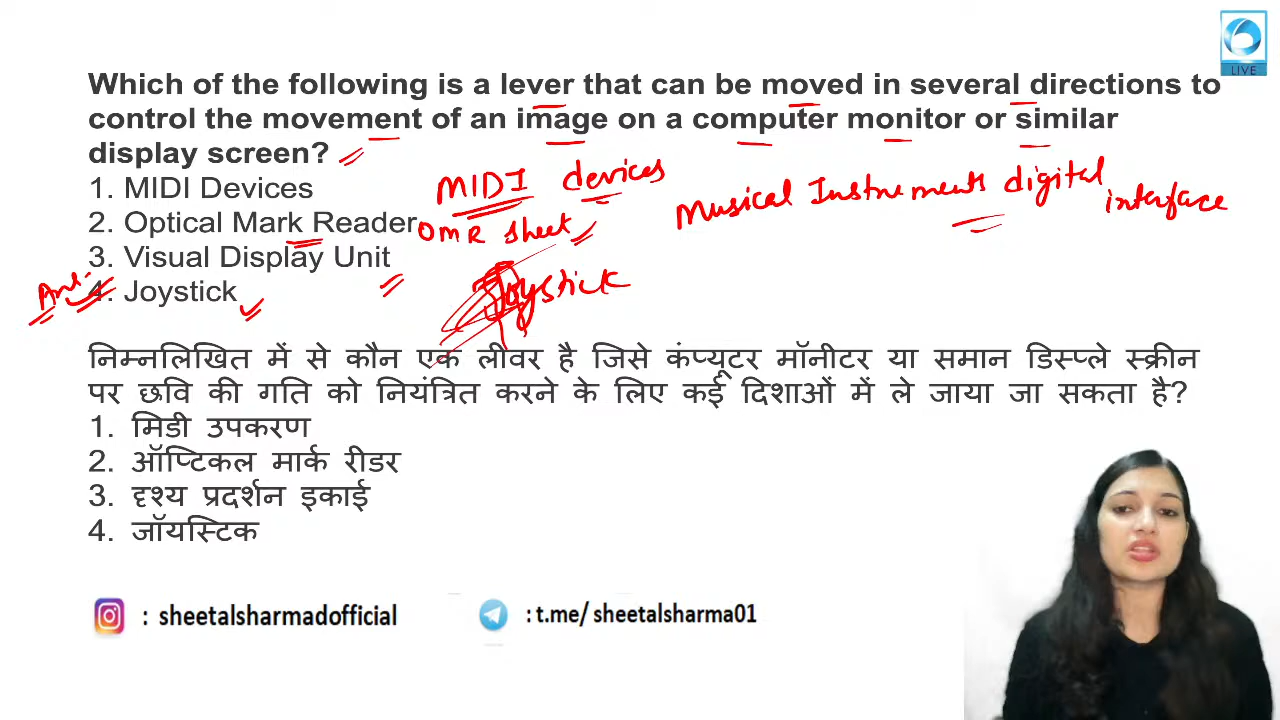 LIVE
Which of the following is a lever that can be moved in several directions to
control the movement of an image on a computer monitor or similar
display screen?
1. MIDI Devices
MIDI devices
Musical Instruments digital interface
2. Optical Mark Reader
OMR sheet
3. Visual Display Unit
Ans.
4. Joystick
Joystick
निम्नलिखित में से कौन एक लीवर है जिसे कंप्यूटर मॉनीटर या समान डिस्प्ले स्क्रीन
पर छवि की गति को नियंत्रित करने के लिए कई दिशाओं में ले जाया जा सकता है?
1. मिडी उपकरण
2. ऑप्टिकल मार्क रीडर
3. दृश्य प्रदर्शन इकाई
4. जॉयस्टिक
: sheetalsharmadofficial
: t.me/ sheetalsharma01